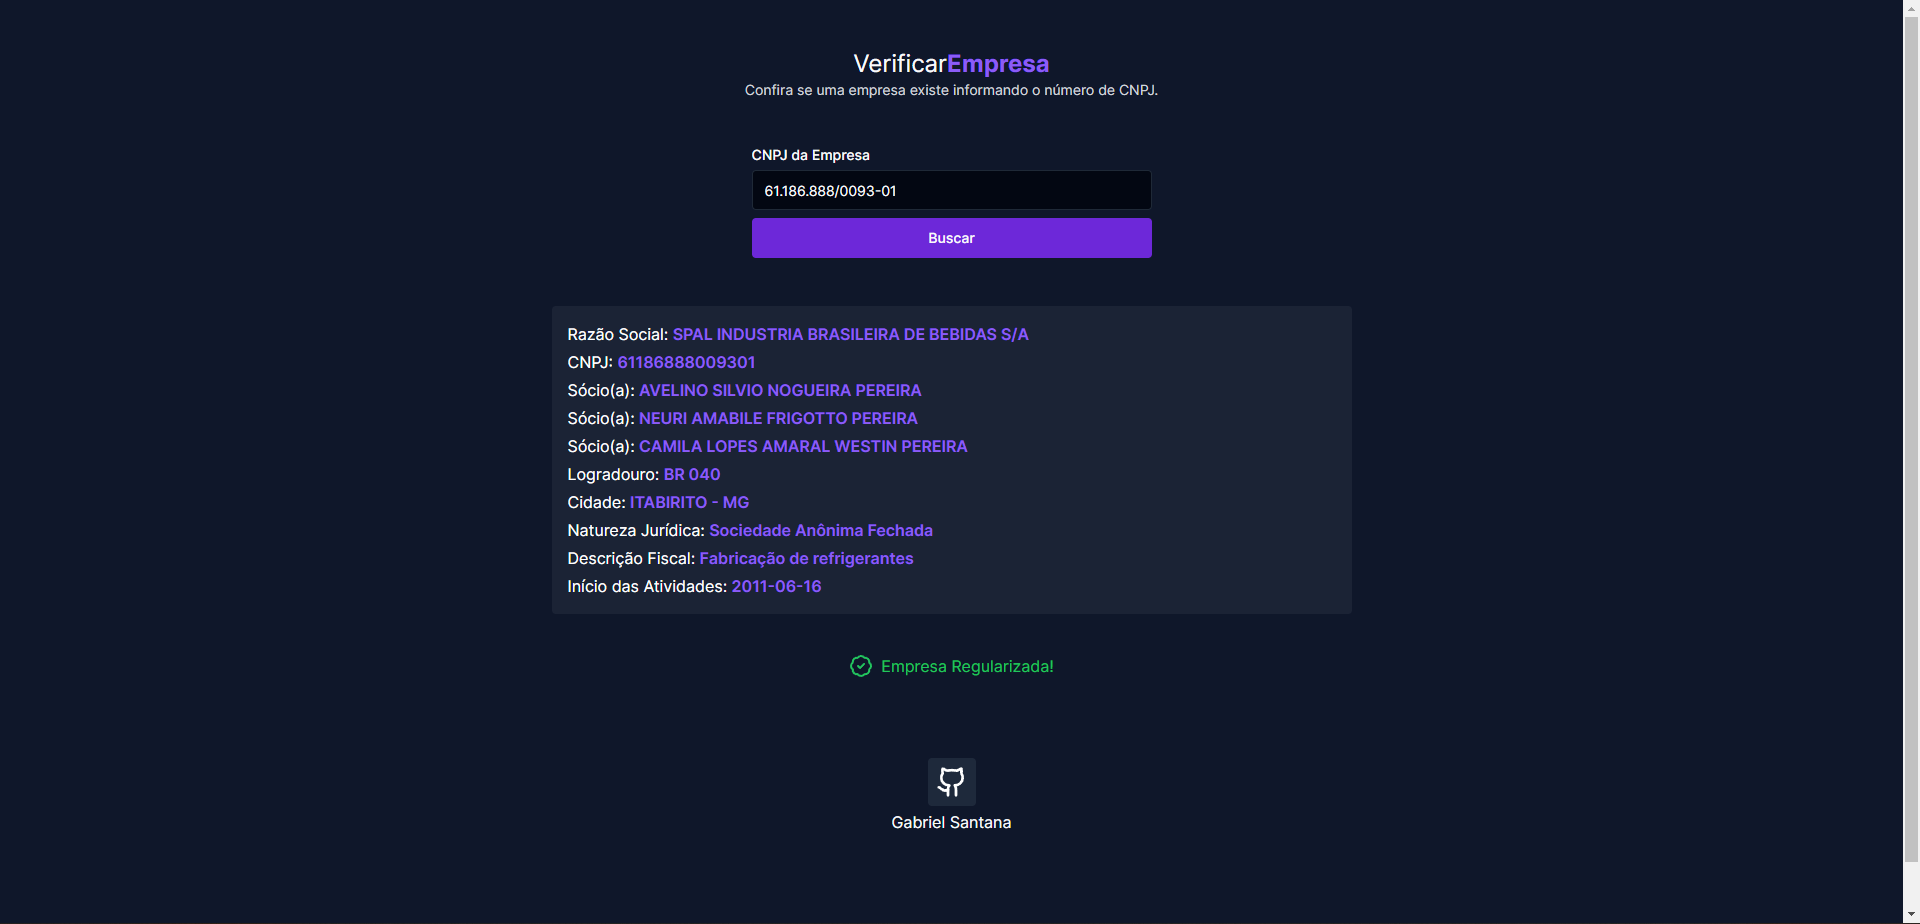 VerificarEmpresa
Confira se uma empresa existe informando o número de CNPJ.
CNPJ da Empresa
61.186.888/0093-01
Buscar
Razão Social: SPAL INDUSTRIA BRASILEIRA DE BEBIDAS S/A
CNPJ: 61186888009301
Sócio(a): AVELINO SILVIO NOGUEIRA PEREIRA
Sócio(a): NEURI AMABILE FRIGOTTO PEREIRA
Sócio(a): CAMILA LOPES AMARAL WESTIN PEREIRA
Logradouro: BR 040
Cidade: ITABIRITO - MG
Natureza Jurídica: Sociedade Anônima Fechada
Descrição Fiscal: Fabricação de refrigerantes
Início das Atividades: 2011-06-16
Empresa Regularizada!
Gabriel Santana